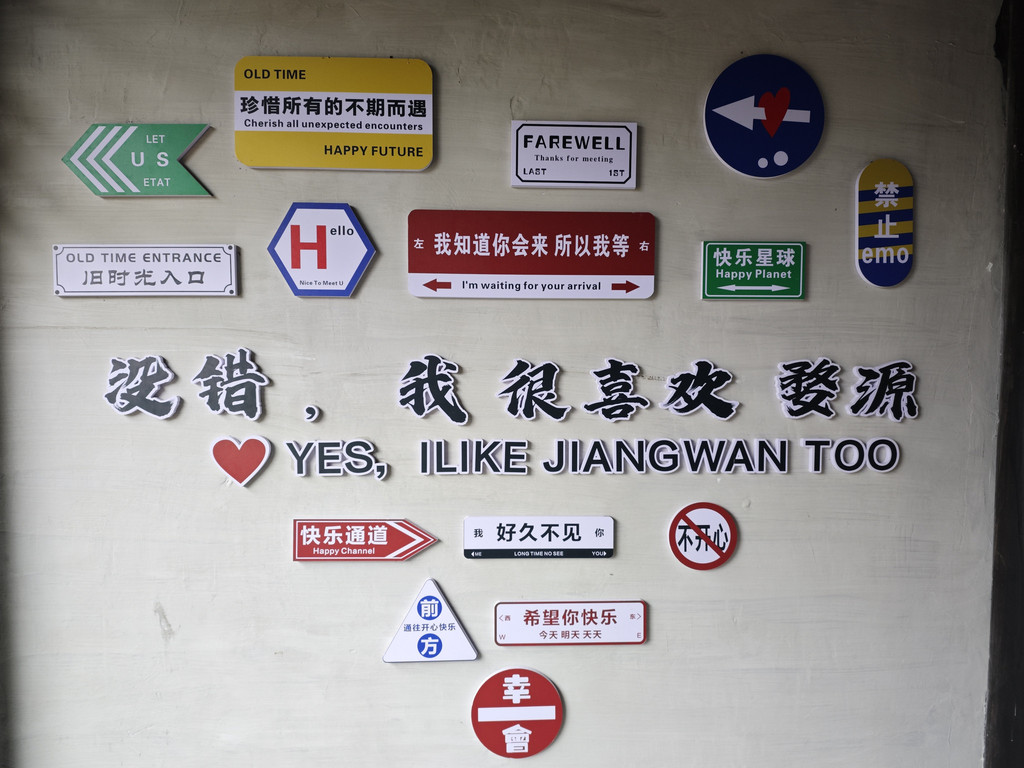 OLD TIME
珍惜所有的不期而遇
Cherish all unexpected encounters
HAPPY FUTURE
LET
US
ETAT
FAREWELL
Thanks for meeting
LAST 1ST
禁
止
emo
OLD TIME ENTRANCE
旧时光入口
Hello
Nice To Meet U
左 我知道你会来 所以我等 右
I'm waiting for your arrival
快乐星球
Happy Planet
没错，我很喜欢婺源
YES, ILIKE JIANGWAN TOO
快乐通道
Happy Channel
我 好久不见 你
ME LONG TIME NO SEE YOU
不开心
前
通往开心快乐
方
西 希望你快乐 东
W 今天 明天 天天 E
幸
會